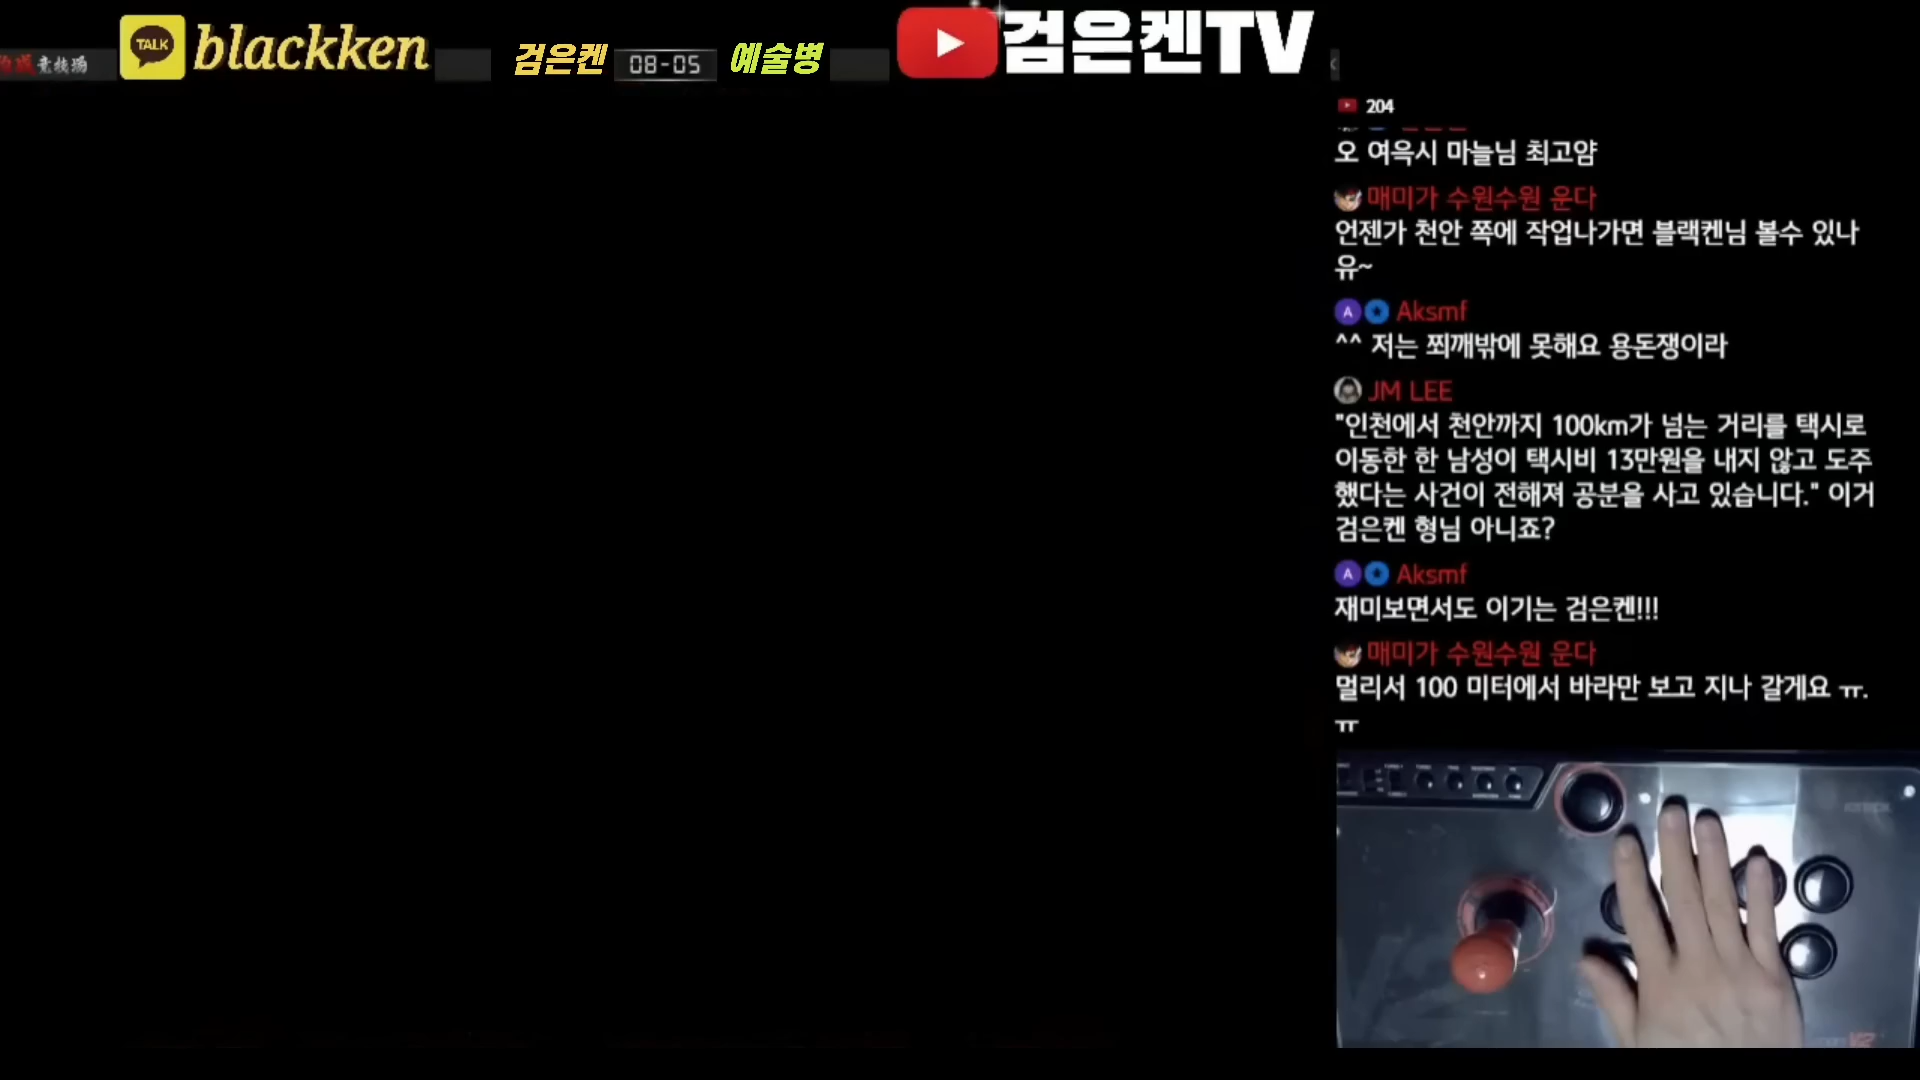 TALK
blackken
검은켄
08-05
예술병
검은켄TV
204
오 여윽시 마늘님 최고얌
매미가 수원수원 운다
언젠가 천안 쪽에 작업나가면 블랙켄님 볼수 있나
유~
A Aksmf
^^ 저는 쬐깨밖에 못해요 용돈쟁이라
JM LEE
"인천에서 천안까지 100km가 넘는 거리를 택시로
이동한 한 남성이 택시비 13만원을 내지 않고 도주
했다는 사건이 전해져 공분을 사고 있습니다." 이거
검은켄 형님 아니죠?
A Aksmf
재미보면서도 이기는 검은켄!!!
매미가 수원수원 운다
멀리서 100 미터에서 바라만 보고 지나 갈게요 ㅠ.
ㅠ